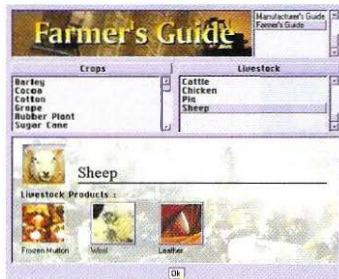 Farmer's Guide
Manufacturer's Guide
Farmer's Guide
Crops
Livestock
Barley
Cocoa
Cotton
Grape
Rubber Plant
Sugar Cane
Cattle
Chicken
Pig
Sheep
Sheep
Livestock Products :
Frozen Mutton
Wool
Leather
Ok